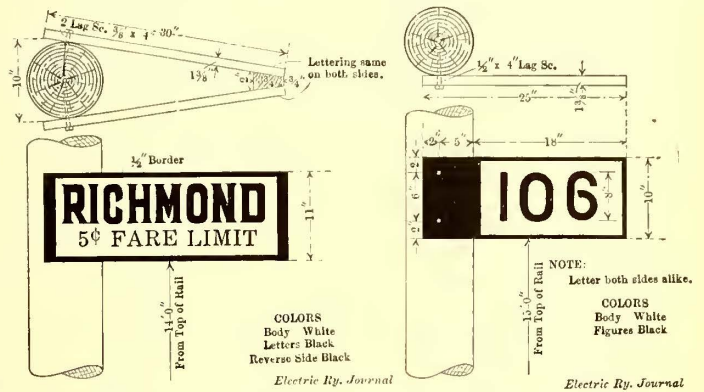 2 Lag Sc. 3/8" x 4" 30"
10"
1 3/8"
3/4"
Lettering same
on both sides.
1/2" Border
RICHMOND
5¢ FARE LIMIT
11"
14'-0"
From Top of Rail
COLORS
Body White
Letters Black
Reverse Side Black
Electric Ry. Journal
1/2" x 4" Lag Sc.
25"
1 3/8"
2" 5" 18"
2"
6"
2"
106
8"
10"
15'-0"
From Top of Rail
NOTE:
Letter both sides alike.
COLORS
Body White
Figures Black
Electric Ry. Journal